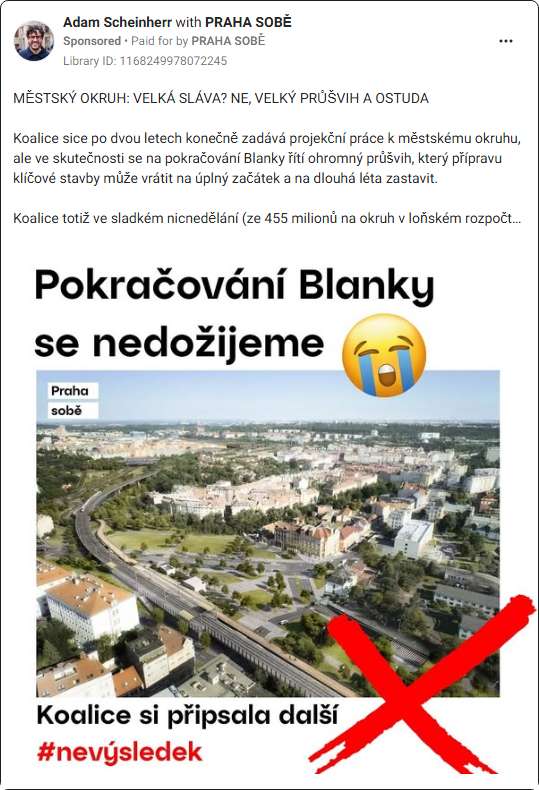 Adam Scheinherr with PRAHA SOBĚ
Sponsored • Paid for by PRAHA SOBĚ
Library ID: 1168249978072245
MĚSTSKÝ OKRUH: VELKÁ SLÁVA? NE, VELKÝ PRŮŠVIH A OSTUDA
Koalice sice po dvou letech konečně zadává projekční práce k městskému okruhu,
ale ve skutečnosti se na pokračování Blanky řítí ohromný průšvih, který přípravu
klíčové stavby může vrátit na úplný začátek a na dlouhá léta zastavit.
Koalice totiž ve sladkém nicnedělání (ze 455 milionů na okruh v loňském rozpočt...
Pokračování Blanky
se nedožijeme
Praha
sobě
Koalice si připsala další
#nevýsledek